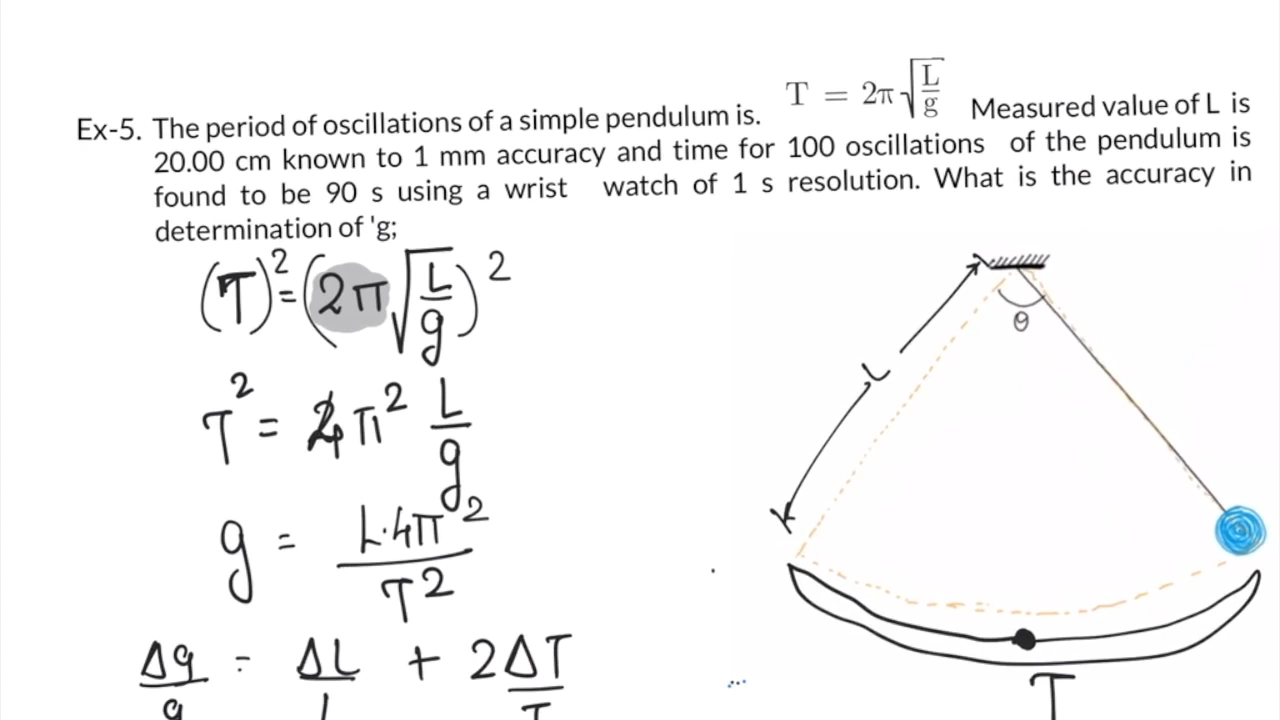 Ex-5. The period of oscillations of a simple pendulum is. T = 2π√(L/g) Measured value of L is
20.00 cm known to 1 mm accuracy and time for 100 oscillations of the pendulum is
found to be 90 s using a wrist watch of 1 s resolution. What is the accuracy in
determination of 'g;
(T)² = (2π√(L/g))²
T² = 4π² L/g
g = L·4π²/T²
Δg/g = ΔL/L + 2ΔT/T
θ
L
T